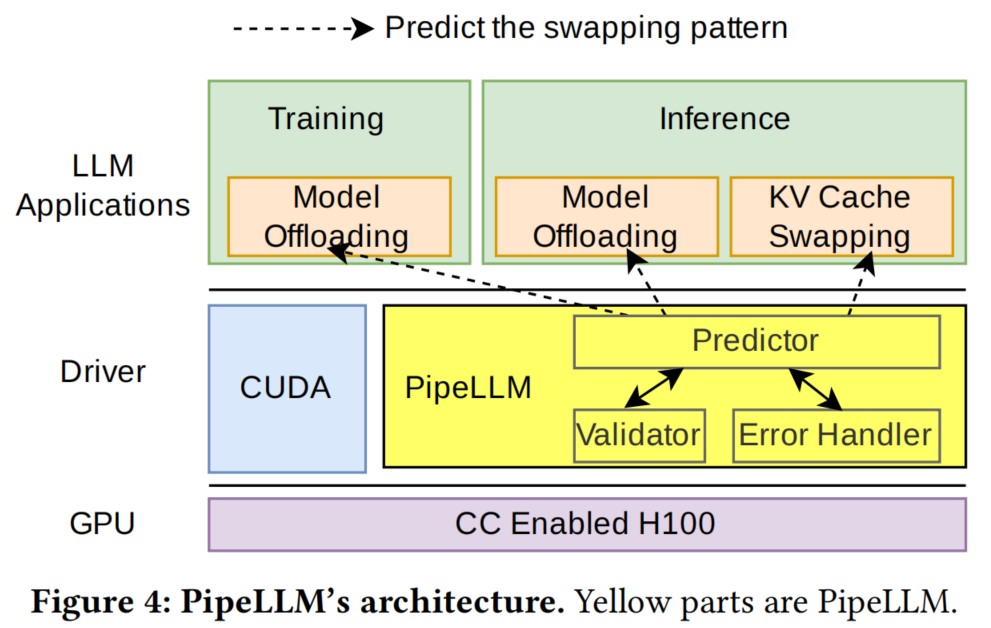 Predict the swapping pattern
LLM
Applications
Training
Model
Offloading
Inference
Model
Offloading
KV Cache
Swapping
Driver
CUDA
PipeLLM
Predictor
Validator
Error Handler
GPU
CC Enabled H100
Figure 4: PipeLLM's architecture. Yellow parts are PipeLLM.